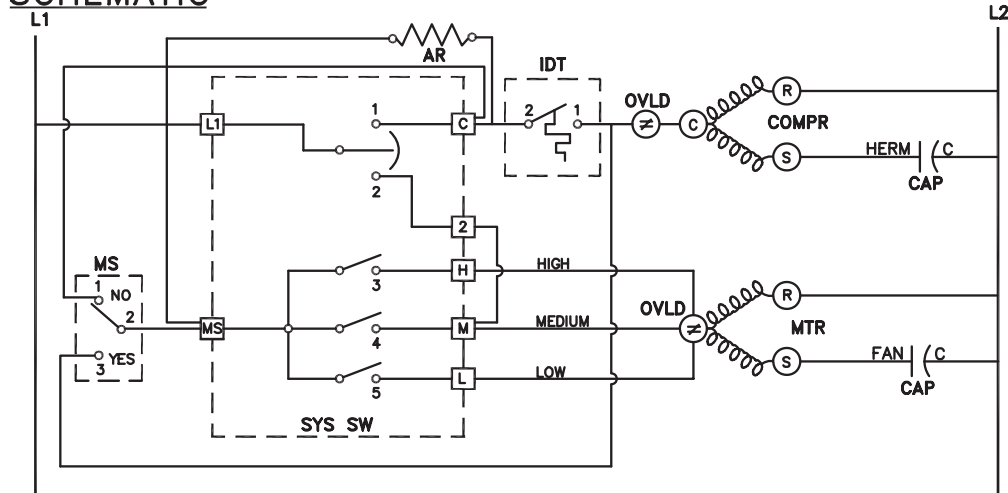 SCHEMATIC
L1
L2
AR
IDT
OVLD
1
L1
C
2
1
≠
C
R
COMPR
S
HERM
C
CAP
2
2
MS
1
NO
2
YES
3
MS
3
H
HIGH
4
M
MEDIUM
5
L
LOW
SYS SW
OVLD
≠
R
MTR
S
FAN
C
CAP